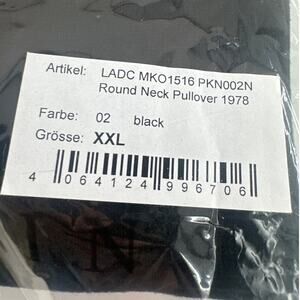 Artikel: LADC MKO1516 PKN002N
Round Neck Pullover 1978
Farbe: 02 black
Grösse: XXL
4 064124 996706
N